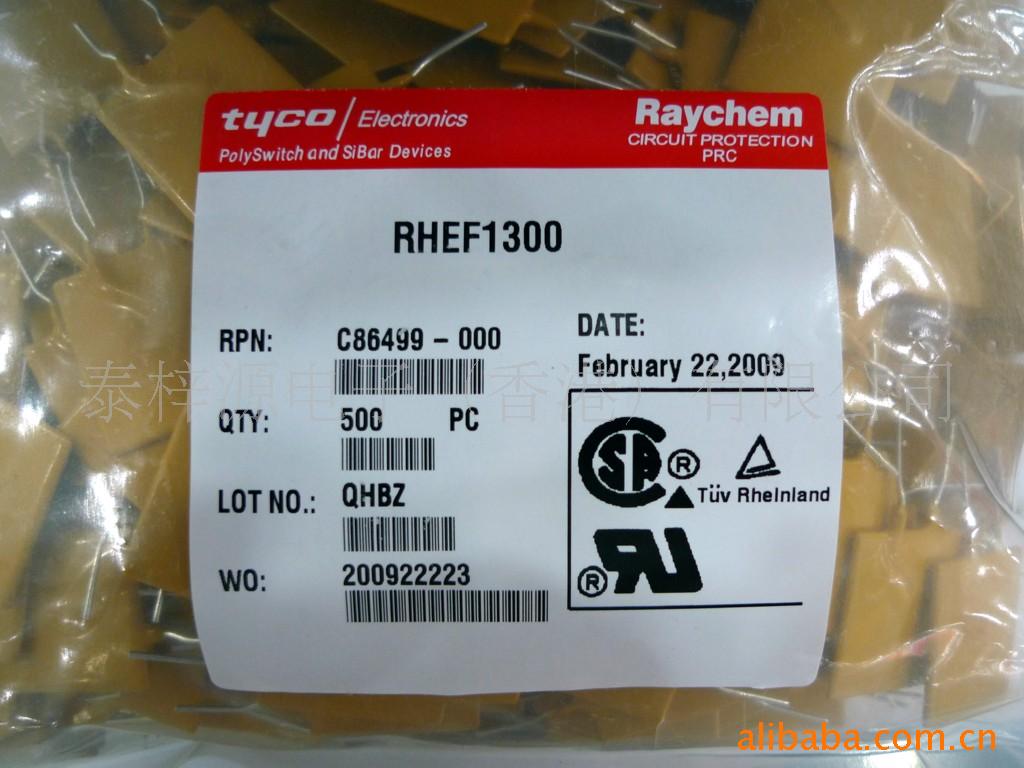 tyco / Electronics
PolySwitch and SiBar Devices
Raychem
CIRCUIT PROTECTION
PRC
RHEF1300
RPN: C86499 - 000
DATE:
February 22,2009
泰梓源电子（香港）有限公司
QTY: 500 PC
LOT NO.: QHBZ
WO: 200922223
SA ®
Tüv Rheinland
® UR
alibaba.com.cn